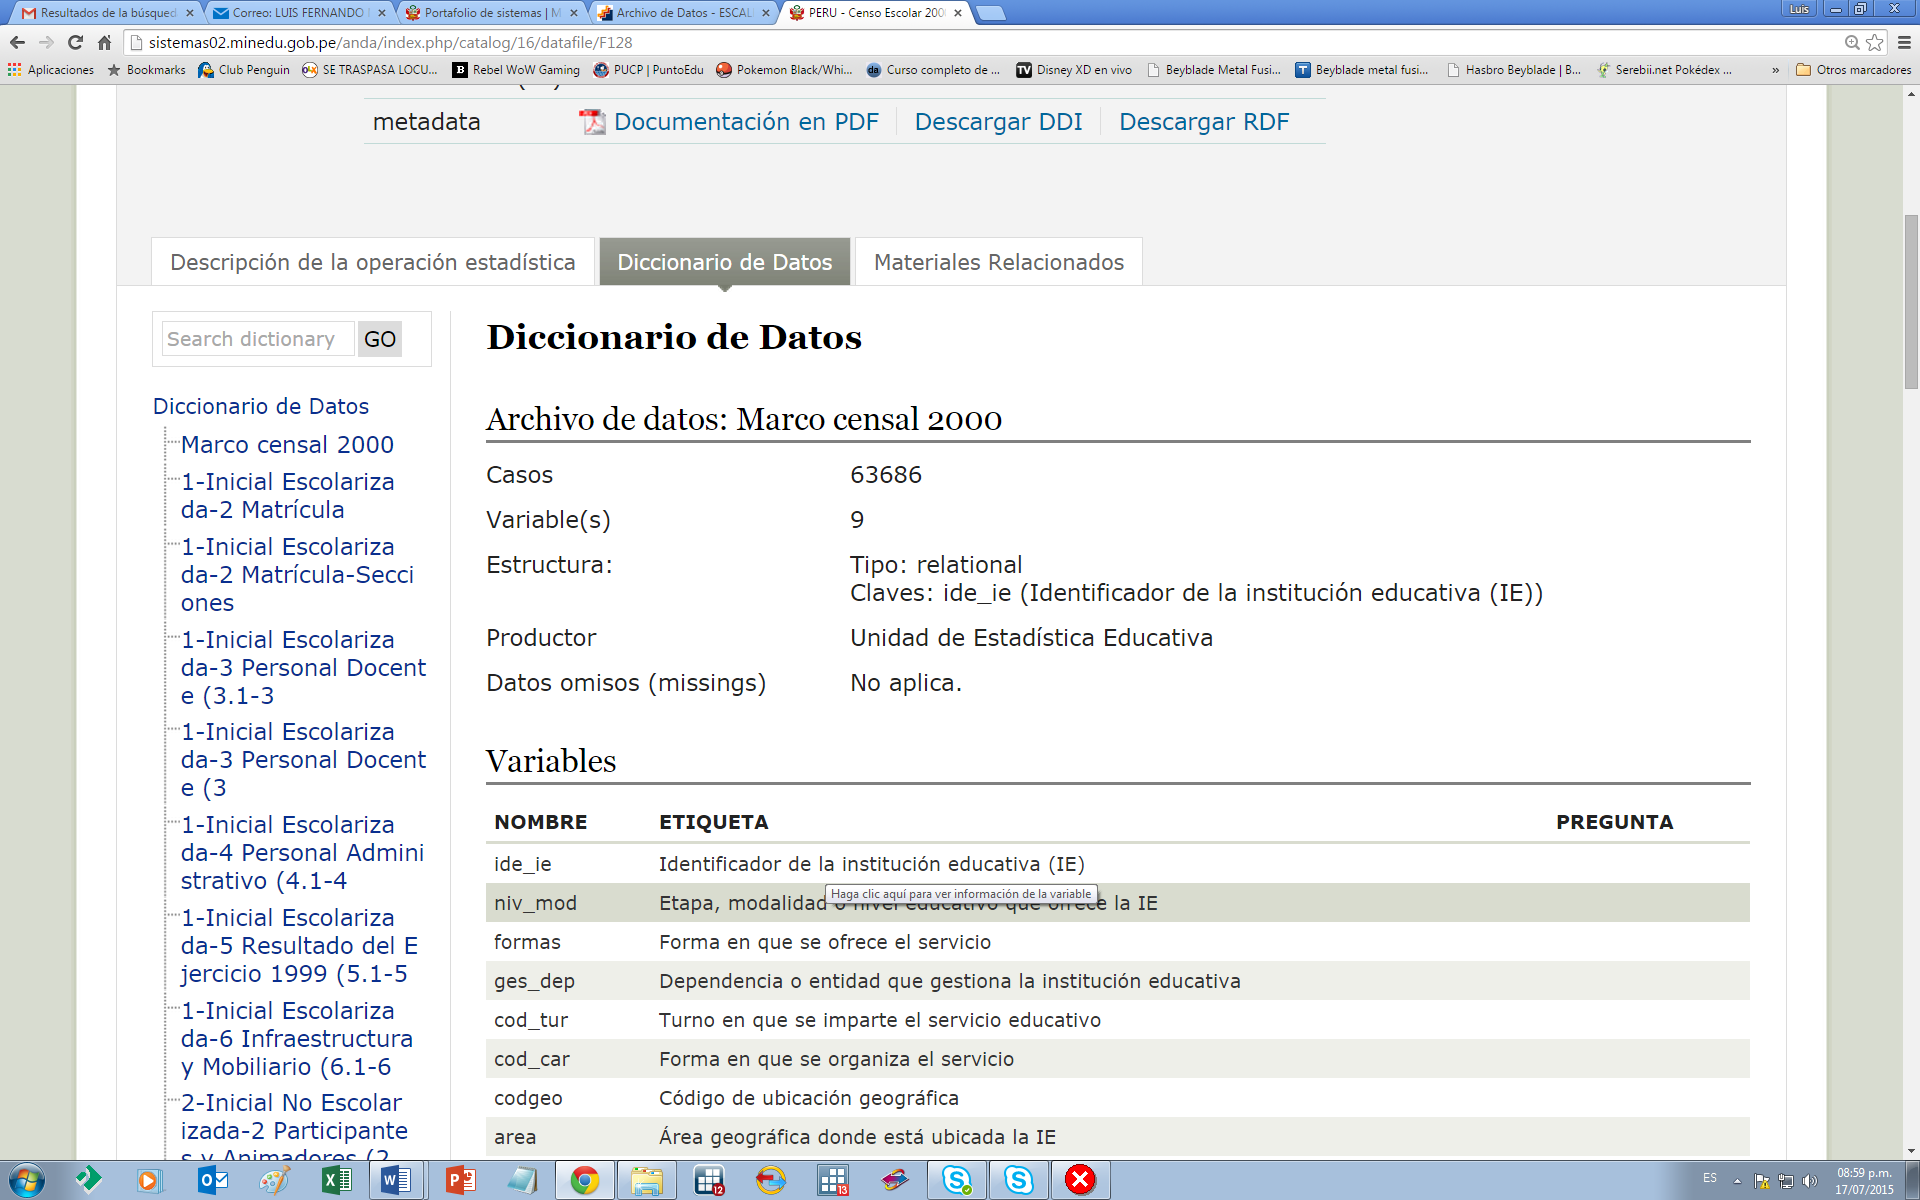 Resultados de la búsqued
Correo: LUIS FERNANDO
Portafolio de sistemas | M
Archivo de Datos - ESCAL
PERU - Censo Escolar 200
Luis
sistemas02.minedu.gob.pe/anda/index.php/catalog/16/datafile/F128
Aplicaciones
Bookmarks
Club Penguin
SE TRASPASA LOCU...
Rebel WoW Gaming
PUCP | PuntoEdu
Pokemon Black/Whi...
Curso completo de ...
Disney XD en vivo
Beyblade Metal Fusi...
Beyblade metal fusi...
Hasbro Beyblade | B...
Serebii.net Pokédex ...
»
Otros marcadores
metadata
Documentación en PDF
Descargar DDI
Descargar RDF
Descripción de la operación estadística
Diccionario de Datos
Materiales Relacionados
Search dictionary
GO
Diccionario de Datos
Marco censal 2000
1-Inicial Escolariza
da-2 Matrícula
1-Inicial Escolariza
da-2 Matrícula-Secci
ones
1-Inicial Escolariza
da-3 Personal Docent
e (3.1-3
1-Inicial Escolariza
da-3 Personal Docent
e (3
1-Inicial Escolariza
da-4 Personal Admini
strativo (4.1-4
1-Inicial Escolariza
da-5 Resultado del E
jercicio 1999 (5.1-5
1-Inicial Escolariza
da-6 Infraestructura
y Mobiliario (6.1-6
2-Inicial No Escolar
izada-2 Participante
s y Animadores (2
Diccionario de Datos
Archivo de datos: Marco censal 2000
Casos 63686
Variable(s) 9
Estructura: Tipo: relational
Claves: ide_ie (Identificador de la institución educativa (IE))
Productor Unidad de Estadística Educativa
Datos omisos (missings) No aplica.
Variables
NOMBRE ETIQUETA PREGUNTA
ide_ie Identificador de la institución educativa (IE)
Haga clic aquí para ver información de la variable
niv_mod Etapa, modalidad o nivel educativo que ofrece la IE
formas Forma en que se ofrece el servicio
ges_dep Dependencia o entidad que gestiona la institución educativa
cod_tur Turno en que se imparte el servicio educativo
cod_car Forma en que se organiza el servicio
codgeo Código de ubicación geográfica
area Área geográfica donde está ubicada la IE
ES
08:59 p.m.
17/07/2015